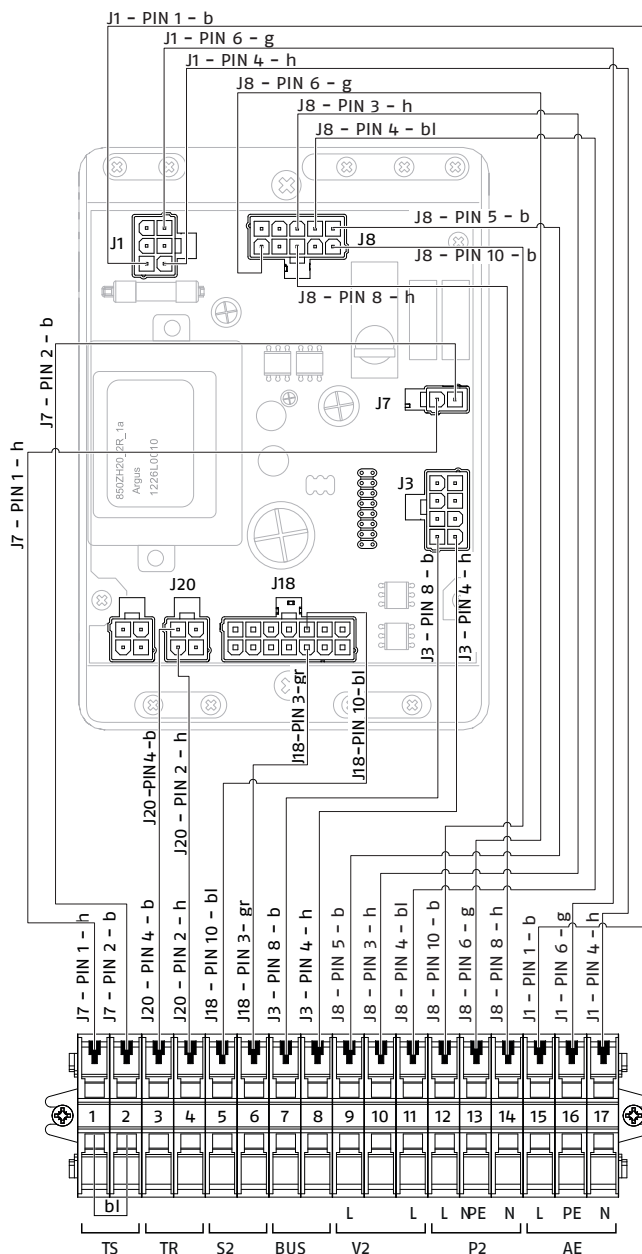 J1 - PIN 1 - b
J1 - PIN 6 - g
J1 - PIN 4 - h
J8 - PIN 6 - g
J8 - PIN 3 - h
J8 - PIN 4 - bl
J1
J8
J8 - PIN 5 - b
J8 - PIN 10 - b
J8 - PIN 8 - h
J7 - PIN 2 - b
J7 - PIN 1 - h
J7
850ZH20_2R_1a
Argus
1226L0010
J3
J20
J18
J3 - PIN 8 - b
J3 - PIN 4 - h
J20-PIN4-b
J20 - PIN 2 - h
J18-PIN 3-gr
J18-PIN 10-bl
J7 - PIN 1 - h
J7 - PIN 2 - b
J20 - PIN 4 - b
J20 - PIN 2 - h
J18 - PIN 10 - bl
J18 - PIN 3 - gr
J3 - PIN 8 - b
J3 - PIN 4 - h
J8 - PIN 5 - b
J8 - PIN 3 - h
J8 - PIN 4 - bl
J8 - PIN 10 - b
J8 - PIN 6 - g
J8 - PIN 8 - h
J1 - PIN 1 - b
J1 - PIN 6 - g
J1 - PIN 4 - h
1 2 3 4 5 6 7 8 9 10 11 12 13 14 15 16 17
bl
L L L NPE N L PE N
TS TR S2 BUS V2 P2 AE